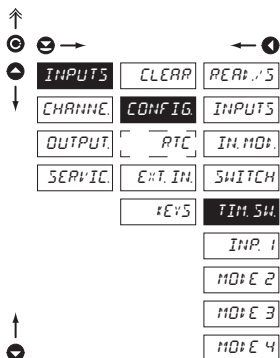 INPUTS
CHANNE.
OUTPUT.
SERVIC.
CLEAR
CONFIG.
RTC
EXT. IN.
KEYS
READ./S
INPUTS
IN. MOD.
SWITCH
TIM. SW.
INP. 1
MODE 2
MODE 3
MODE 4